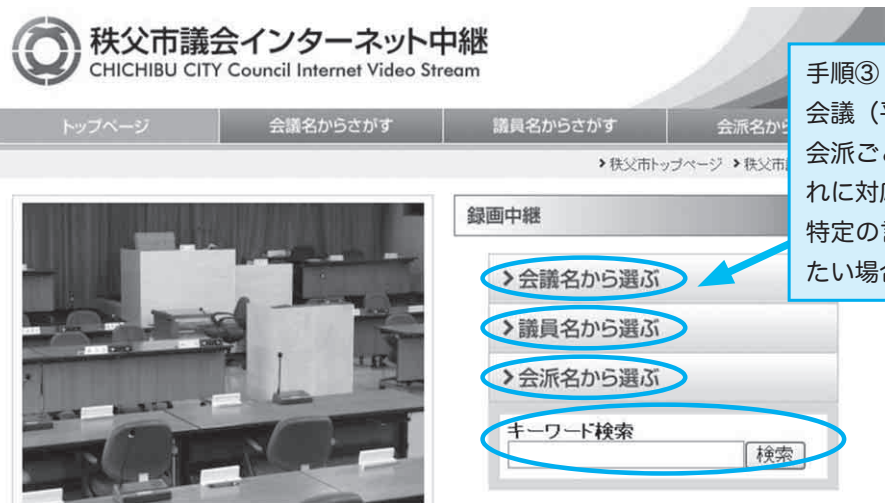 秩父市議会インターネット中継
CHICHIBU CITY Council Internet Video Stream
トップページ
会議名からさがす
議員名からさがす
会派名か
秩父市トップページ
秩父市
手順③
会議（
会派ご
れに対
特定の
たい場
録画中継
会議名から選ぶ
議員名から選ぶ
会派名から選ぶ
キーワード検索
検索